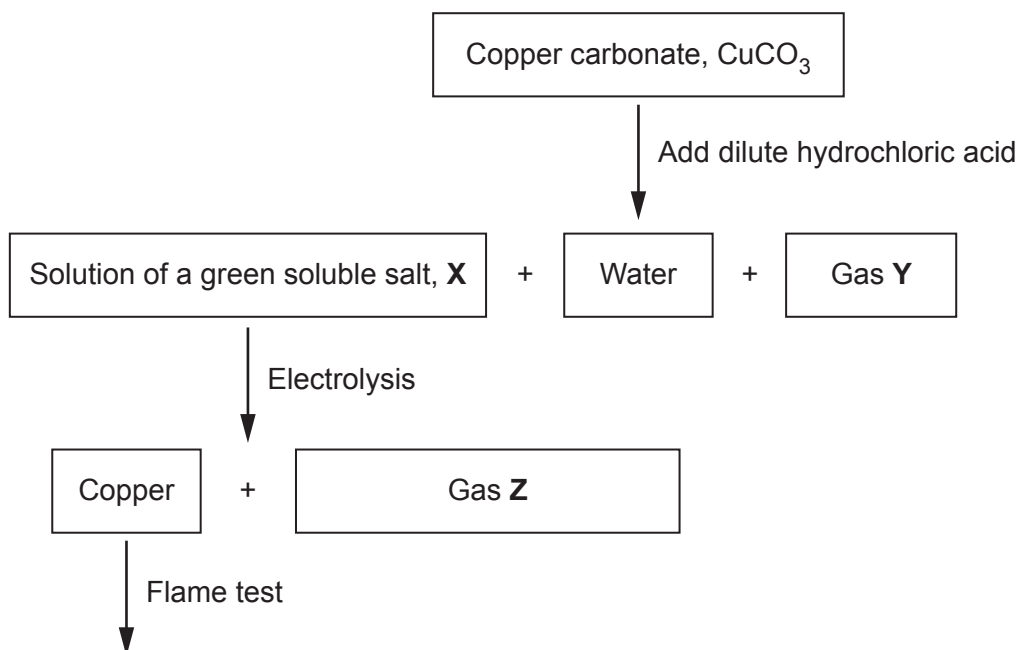 Copper carbonate, CuCO₃
Add dilute hydrochloric acid
Solution of a green soluble salt, X + Water + Gas Y
Electrolysis
Copper + Gas Z
Flame test